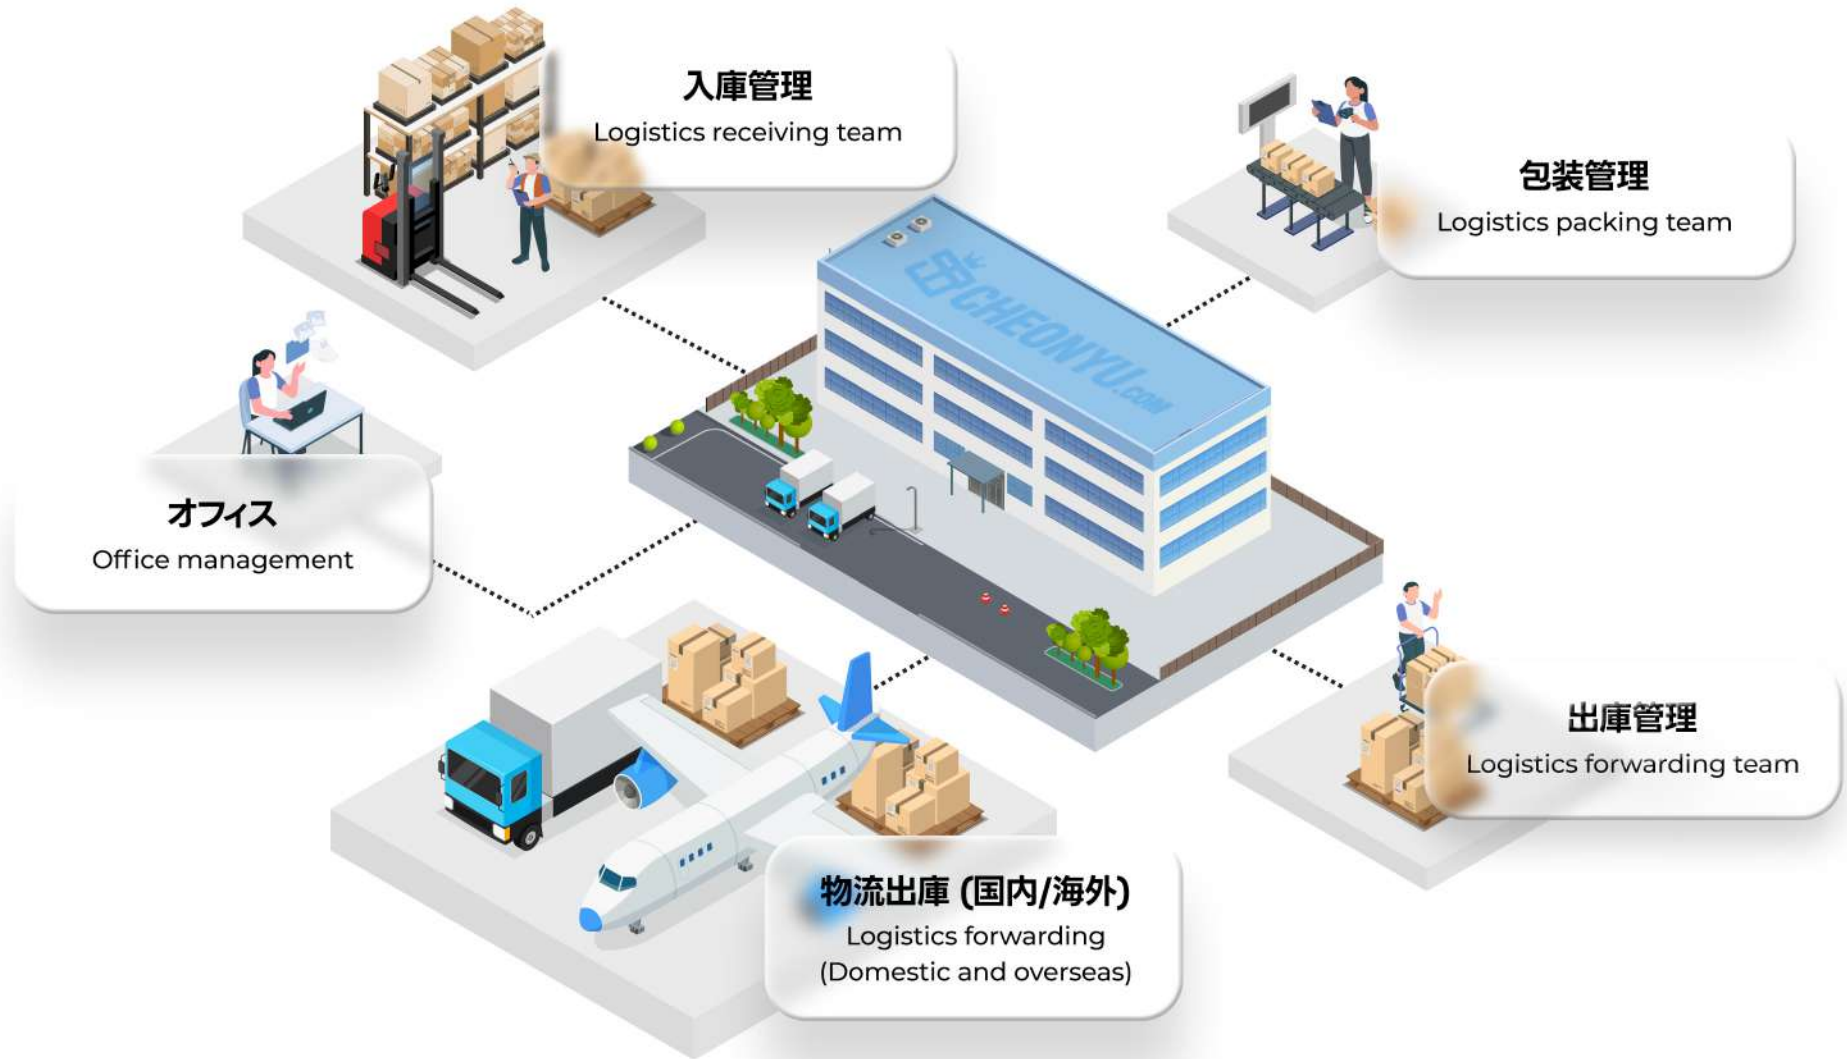 入庫管理
Logistics receiving team
包装管理
Logistics packing team
CHEONYU.COM
オフィス
Office management
出庫管理
Logistics forwarding team
物流出庫 (国内/海外)
Logistics forwarding
(Domestic and overseas)